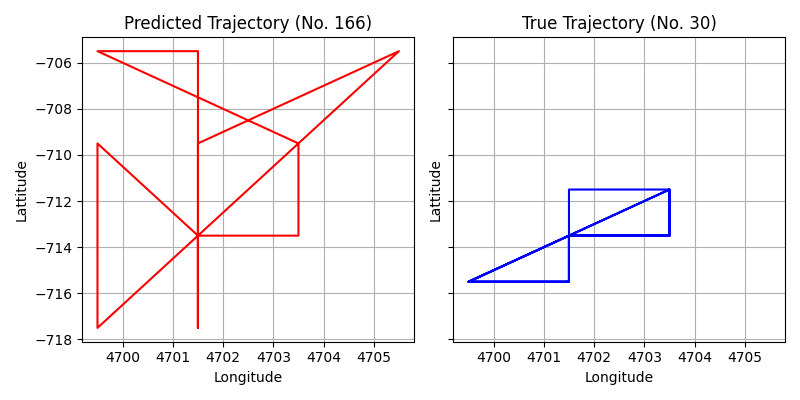 Predicted Trajectory (No. 166)
True Trajectory (No. 30)
Lattitude
−706
−708
−710
−712
−714
−716
−718
4700 4701 4702 4703 4704 4705
Longitude
Lattitude
4700 4701 4702 4703 4704 4705
Longitude